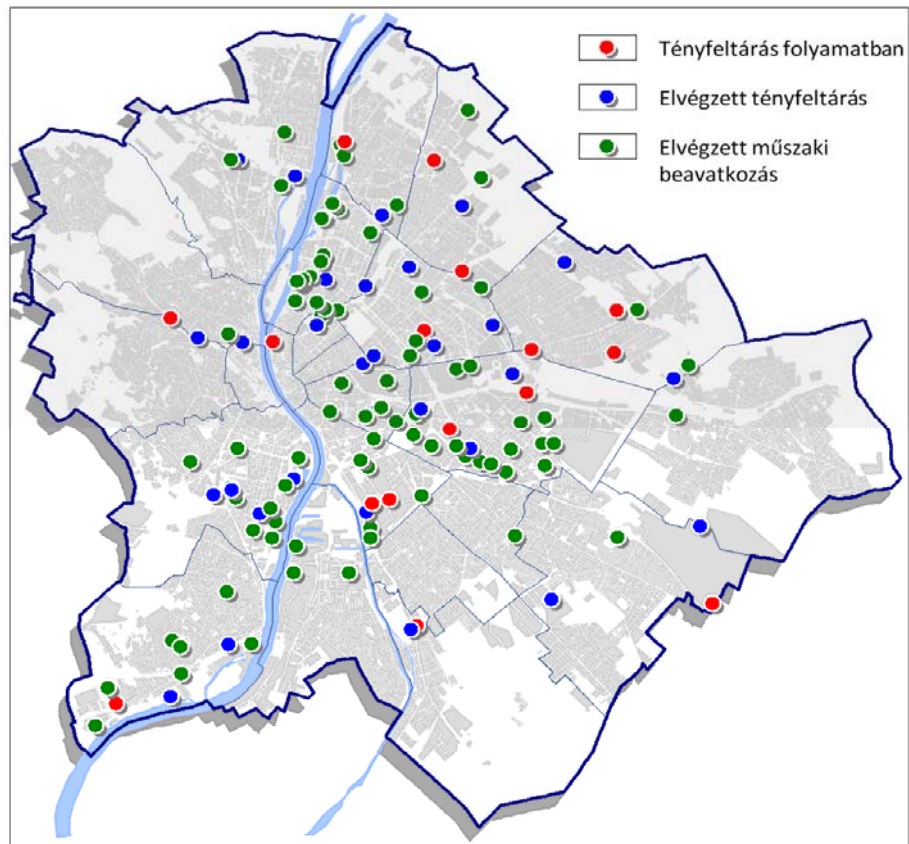 Tényfeltárás folyamatban
Elvégzett tényfeltárás
Elvégzett műszaki
beavatkozás